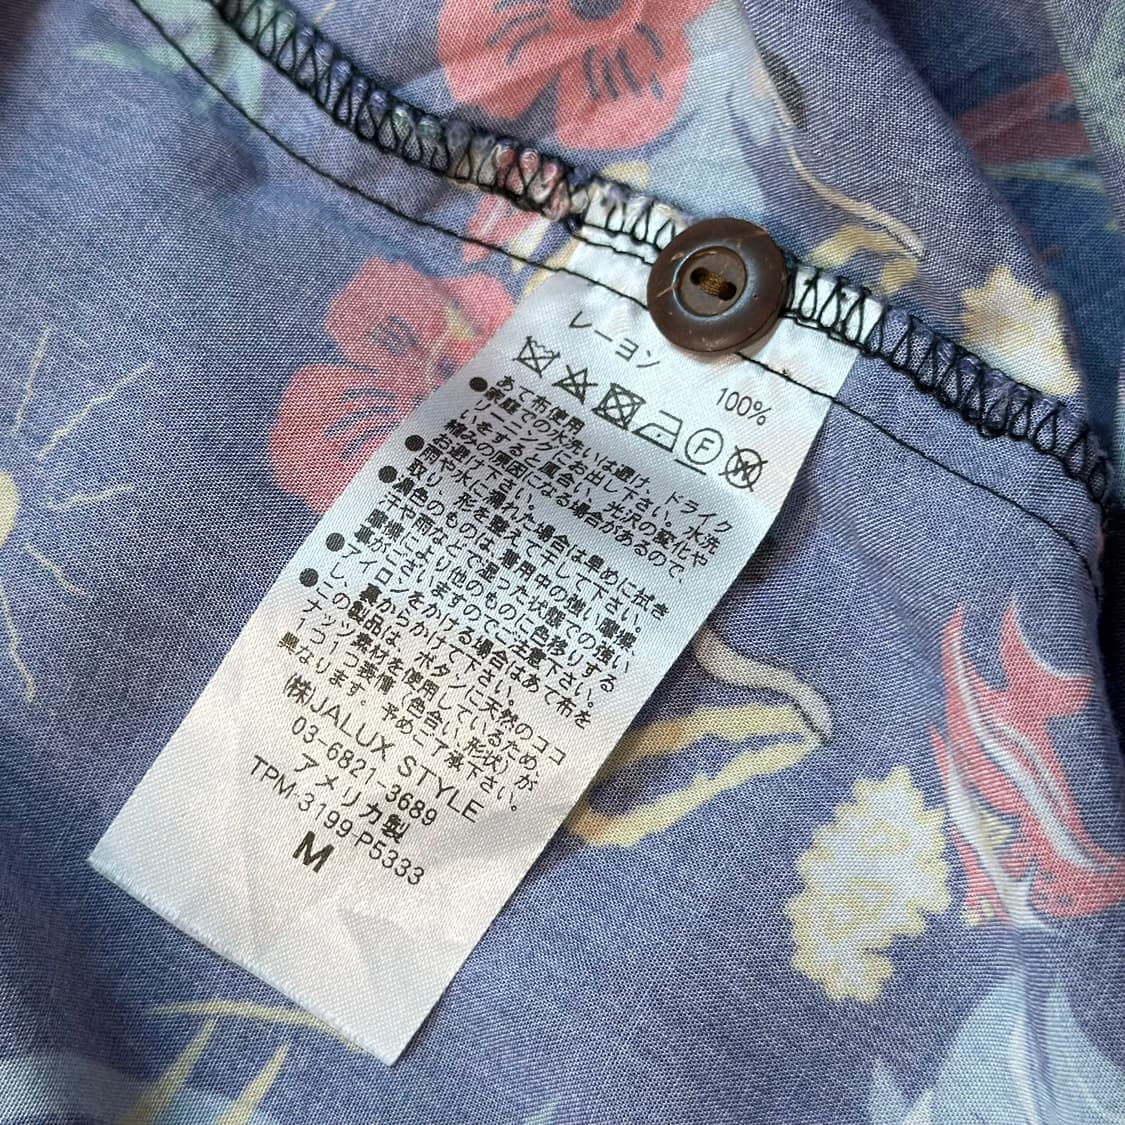 レーヨン 100%
F W
あて布使用
●家庭での水洗いは避け、ドライク
リーニングにお出し下さい。水洗
いをすると風合い、光沢の変化や
縮みの原因になる場合があるので、
お避け下さい。
●雨や水に濡れた場合は早めに拭き
取り、形を整えて干して下さい。
●濃色のものは、着用中の強い摩擦、
汗や雨などで湿った状態での強い
摩擦により他のものに色移りする
事がございますのでご注意下さい。
●アイロンをかける場合はあて布を
し、裏からかけて下さい。
●この製品は、ボタンに天然のココ
ナッツ素材を使用しているため、
1つ1つ表情（色合い、形状）が
異なります。予めご了承下さい。
㈱JALUX STYLE
03-6821-3689
アメリカ製
TPM-3199 P5333
M